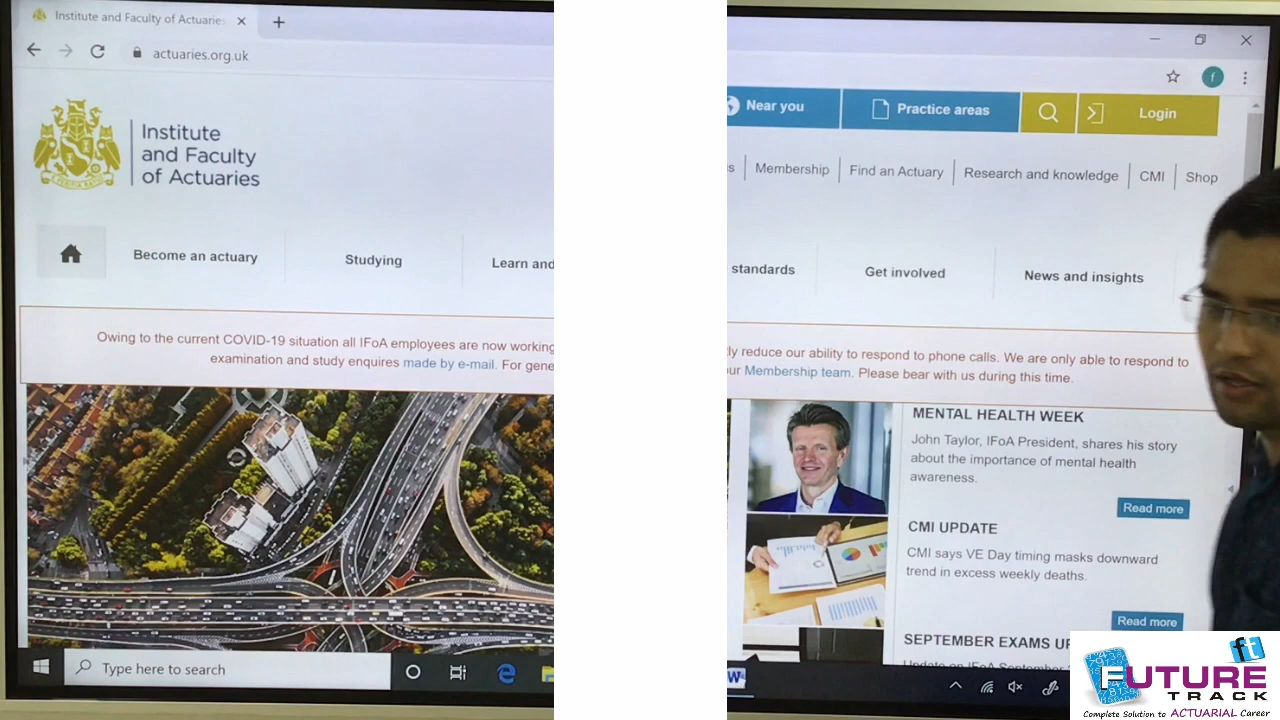 Institute and Faculty of Actuaries
actuaries.org.uk
Near you
Practice areas
Login
Institute
and Faculty
of Actuaries
Membership
Find an Actuary
Research and knowledge
CMI
Shop
Become an actuary
Studying
Learn and
standards
Get involved
News and insights
Owing to the current COVID-19 situation all IFoA employees are now working
ly reduce our ability to respond to phone calls. We are only able to respond to
examination and study enquires made by e-mail. For gene
ur Membership team. Please bear with us during this time.
MENTAL HEALTH WEEK
John Taylor, IFoA President, shares his story
about the importance of mental health
awareness.
Read more
CMI UPDATE
CMI says VE Day timing masks downward
trend in excess weekly deaths.
Read more
SEPTEMBER EXAMS UP
Type here to search
ft
FUTURE
TRACK
Complete Solution to ACTUARIAL Career